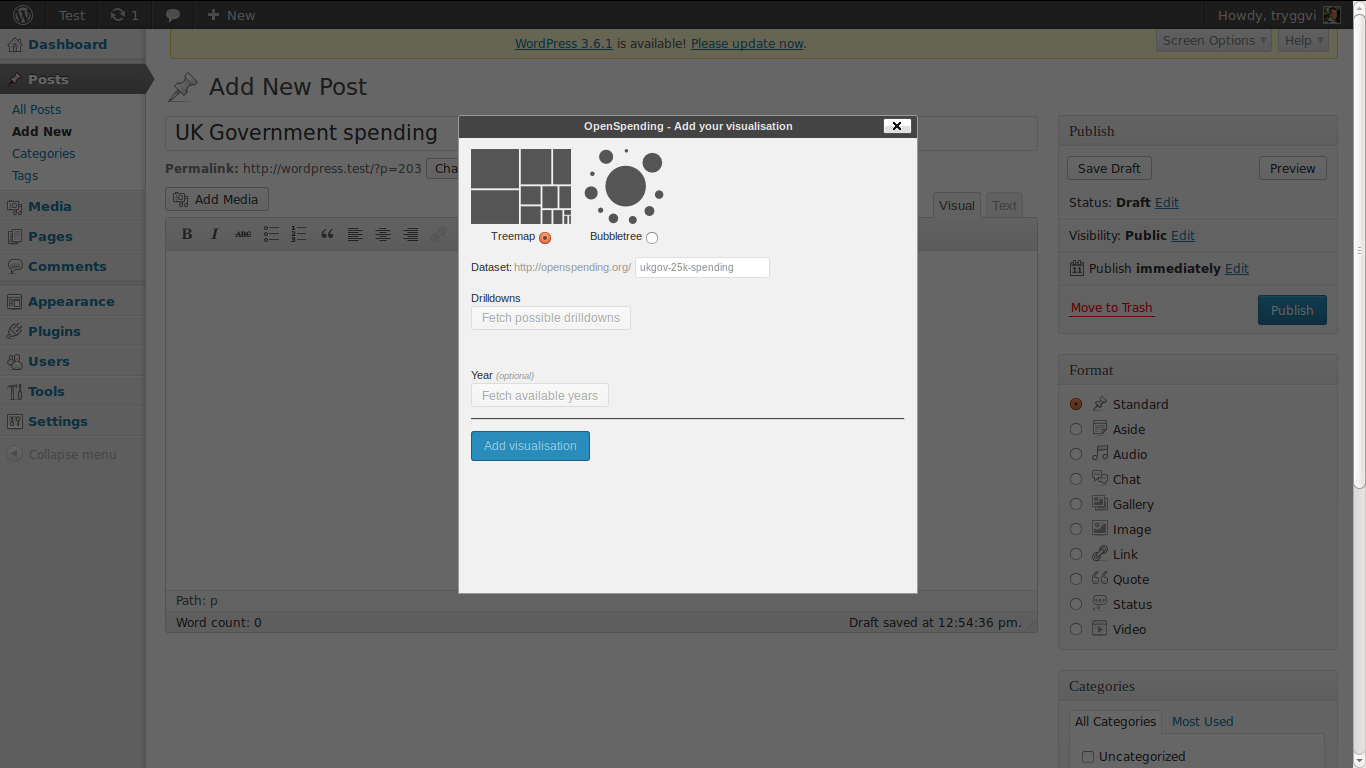 Test
1
New
Howdy, tryggvi
Dashboard
Posts
All Posts
Add New
Categories
Tags
Media
Pages
Comments
Appearance
Plugins
Users
Tools
Settings
Collapse menu
WordPress 3.6.1 is available! Please update now.
Screen Options
Help
Add New Post
UK Government spending
Permalink: http://wordpress.test/?p=203
Cha
Add Media
Visual
Text
B I ABC
Path: p
Word count: 0
Draft saved at 12:54:36 pm.
OpenSpending - Add your visualisation
Treemap
Bubbletree
Dataset: http://openspending.org/ ukgov-25k-spending
Drilldowns
Fetch possible drilldowns
Year (optional)
Fetch available years
Add visualisation
Publish
Save Draft
Preview
Status: Draft Edit
Visibility: Public Edit
Publish immediately Edit
Move to Trash
Publish
Format
Standard
Aside
Audio
Chat
Gallery
Image
Link
Quote
Status
Video
Categories
All Categories
Most Used
Uncategorized